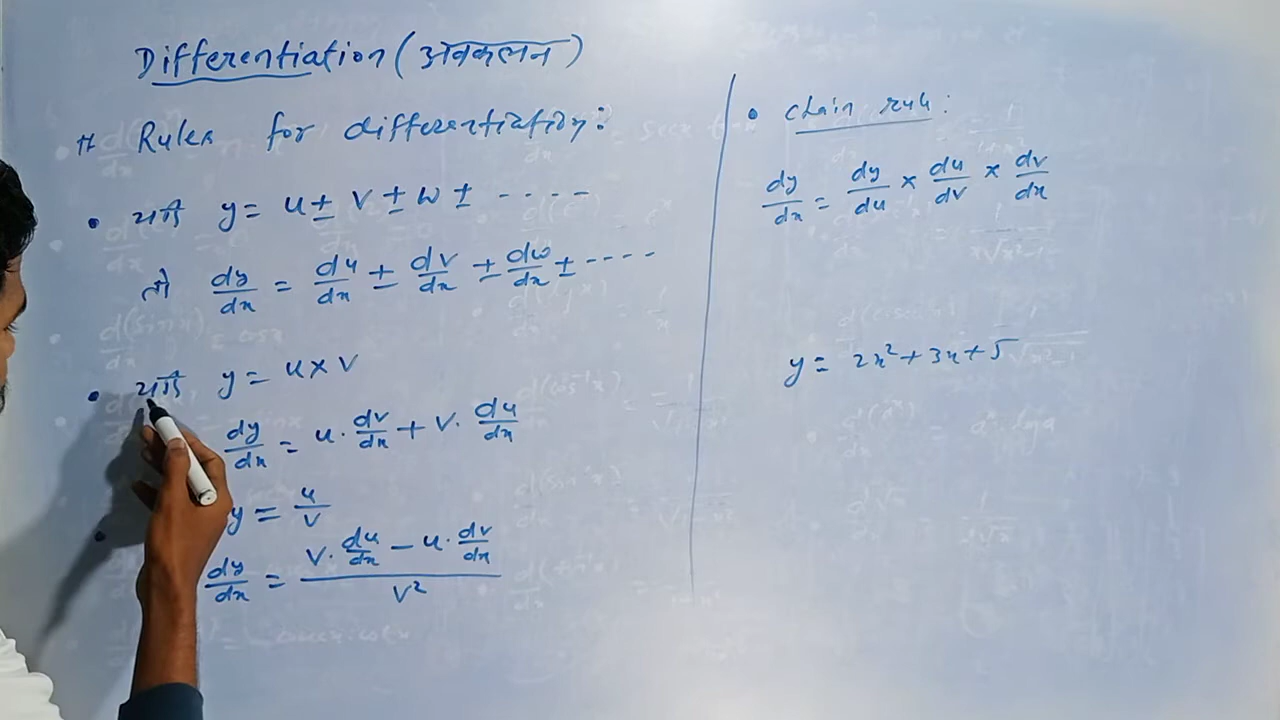 Differentiation (अवकलन)
# Rules for differentiation:
• यदि y = u ± v ± w ± - - - -
तो dy/dx = du/dx ± dv/dx ± dw/dx ± - - - -
• यदि y = u × v
dy/dx = u · dv/dx + v · du/dx
• y = u/v
dy/dx = (v · du/dx − u · dv/dx) / v²
• chain rule:
dy/dx = dy/du × du/dv × dv/dx
y = 2x² + 3x + 5